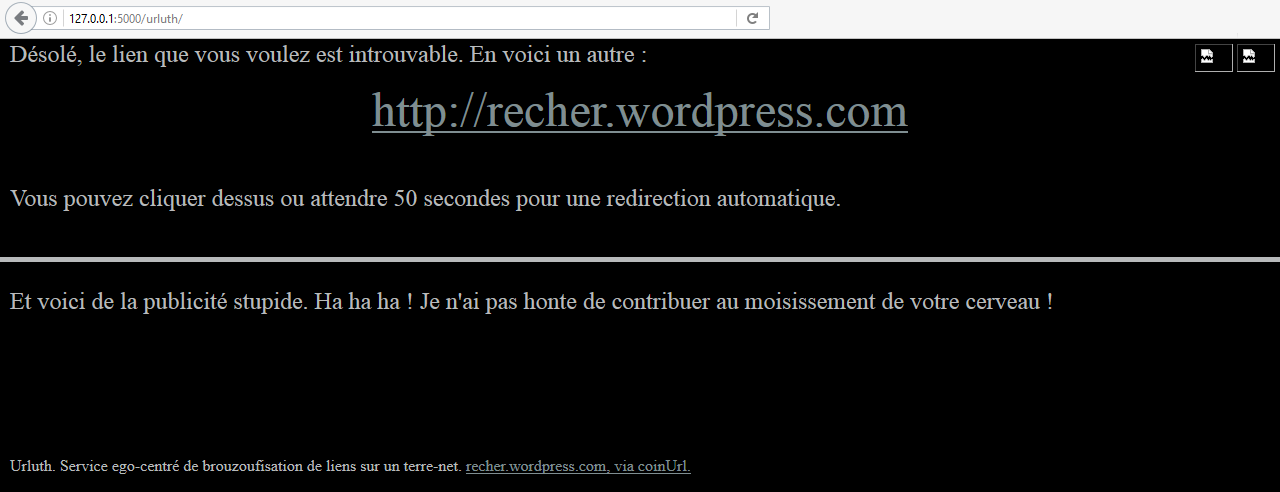 127.0.0.1:5000/urluth/
Désolé, le lien que vous voulez est introuvable. En voici un autre :
http://recher.wordpress.com
Vous pouvez cliquer dessus ou attendre 50 secondes pour une redirection automatique.
Et voici de la publicité stupide. Ha ha ha ! Je n'ai pas honte de contribuer au moisissement de votre cerveau !
Urluth. Service ego-centré de brouzoufisation de liens sur un terre-net. recher.wordpress.com, via coinUrl.